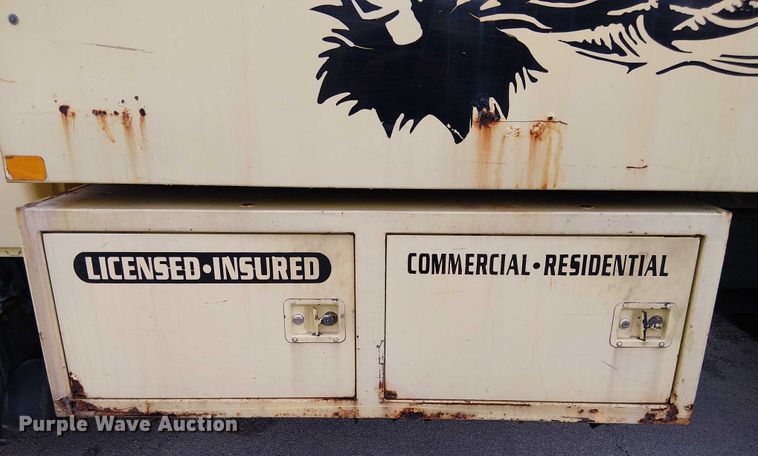 LICENSED•INSURED
COMMERCIAL•RESIDENTIAL
Purple Wave Auction